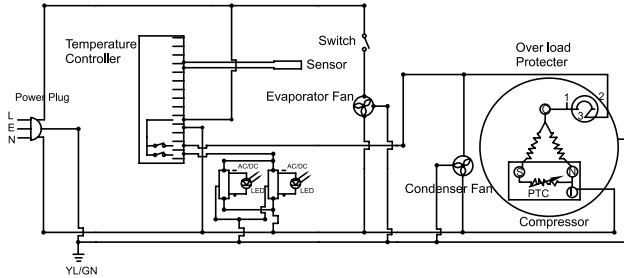 Temperature
Controller
Switch
Sensor
Over load
Protecter
Power Plug
Evaporator Fan
L
E
N
1
2
3
AC/DC
LED
AC/DC
LED
Condenser Fan
S
N
PTC
Compressor
YL/GN